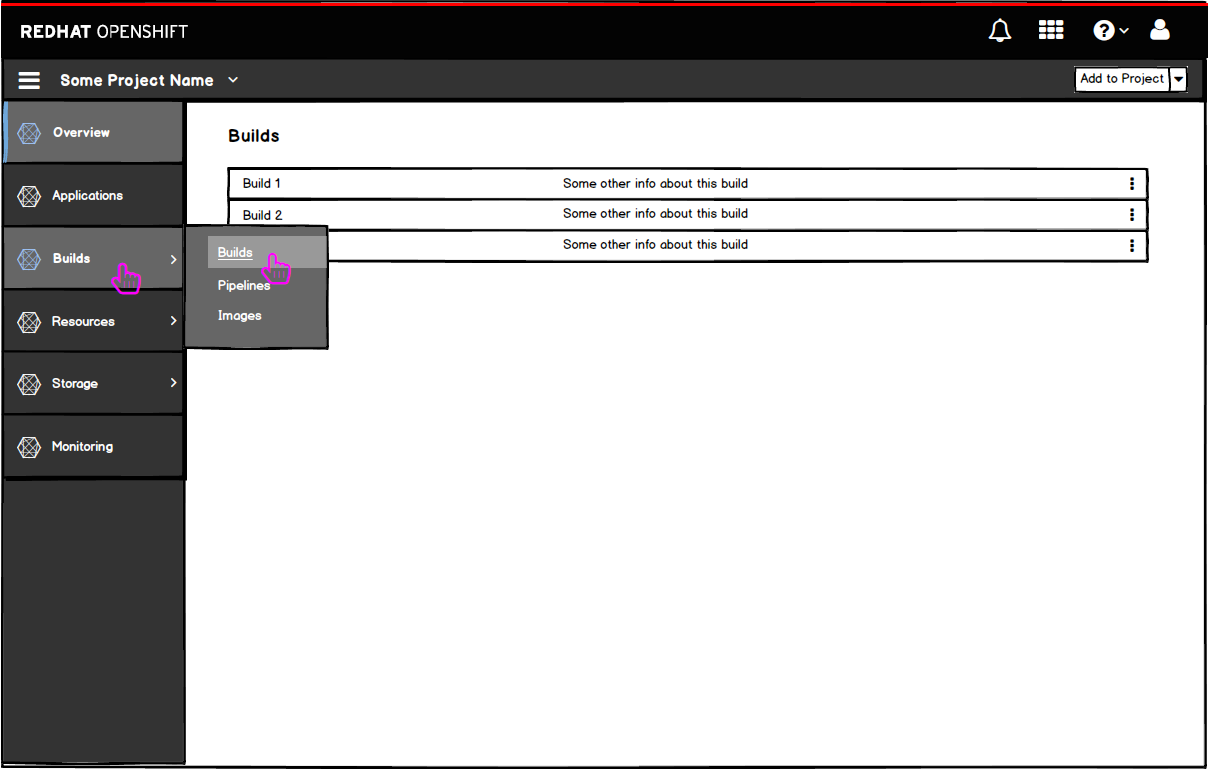 REDHAT OPENSHIFT
Some Project Name
Add to Project
Overview
Applications
Builds
Resources
Storage
Monitoring
Builds
Pipelines
Images
Builds
Build 1 Some other info about this build
Build 2 Some other info about this build
Some other info about this build